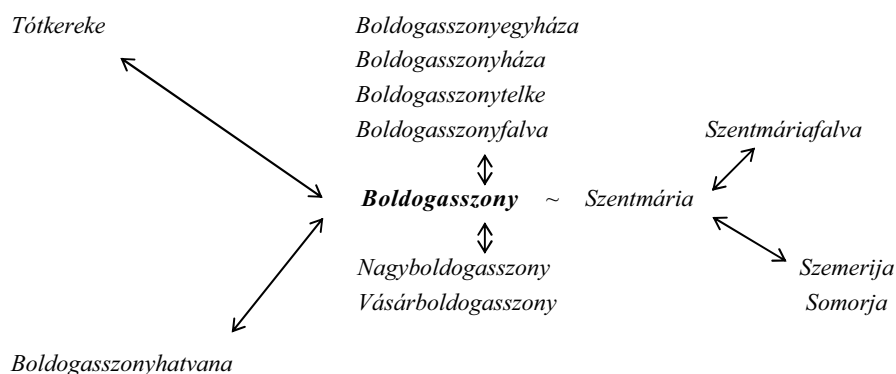 Tótkereke Boldogasszonyegyháza
Boldogasszonyháza
Boldogasszonytelke
Boldogasszonyfalva Szentmáriafalva
Boldogasszony ~ Szentmária
Nagyboldogasszony Szemerija
Vásárboldogasszony Somorja
Boldogasszonyhatvana